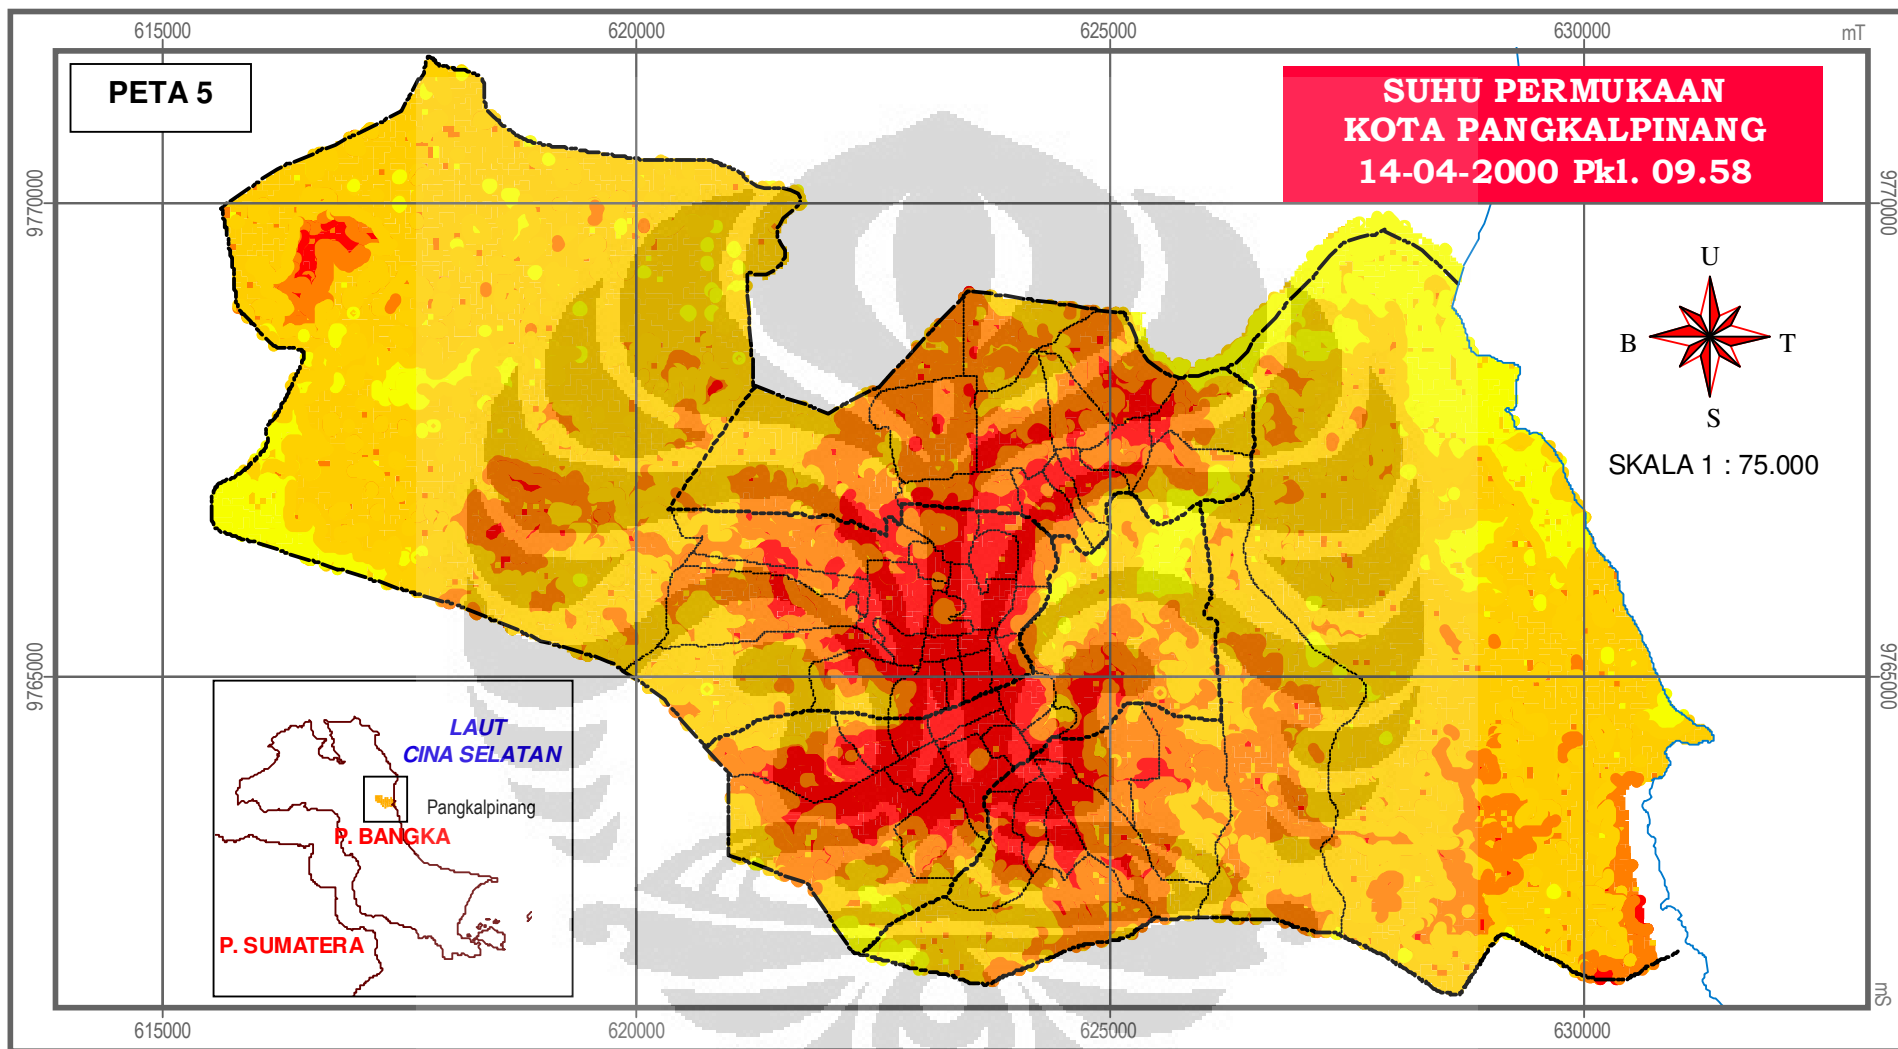 615000
620000
625000
630000
mT
PETA 5
SUHU PERMUKAAN
KOTA PANGKALPINANG
14-04-2000 Pkl. 09.58
9770000
9770000
U
B
T
S
SKALA 1 : 75.000
9765000
9765000
LAUT
CINA SELATAN
Pangkalpinang
P. BANGKA
P. SUMATERA
mS
615000
620000
625000
630000